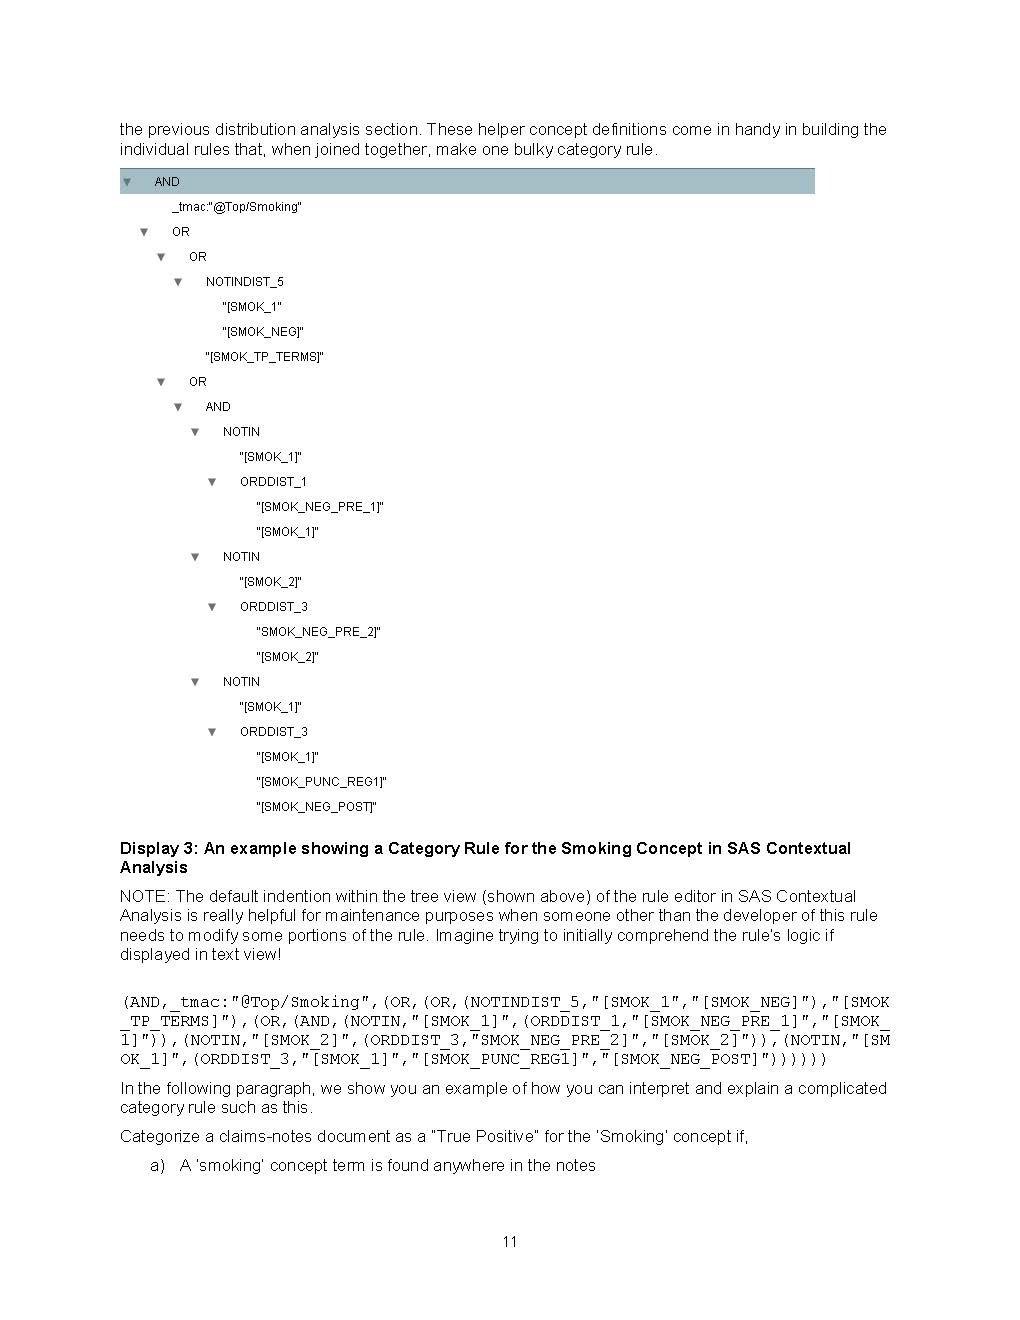 the previous distribution analysis section. These helper concept definitions come in handy in building the
individual rules that, when joined together, make one bulky category rule.
AND
_tmac:"@Top/Smoking"
OR
OR
NOTINDIST_5
"[SMOK_1"
"[SMOK_NEG]"
"[SMOK_TP_TERMS]"
OR
AND
NOTIN
"[SMOK_1]"
ORDDIST_1
"[SMOK_NEG_PRE_1]"
"[SMOK_1]"
NOTIN
"[SMOK_2]"
ORDDIST_3
"SMOK_NEG_PRE_2]"
"[SMOK_2]"
NOTIN
"[SMOK_1]"
ORDDIST_3
"[SMOK_1]"
"[SMOK_PUNC_REG1]"
"[SMOK_NEG_POST]"
Display 3: An example showing a Category Rule for the Smoking Concept in SAS Contextual
Analysis
NOTE: The default indention within the tree view (shown above) of the rule editor in SAS Contextual
Analysis is really helpful for maintenance purposes when someone other than the developer of this rule
needs to modify some portions of the rule. Imagine trying to initially comprehend the rule's logic if
displayed in text view!
(AND,_tmac:"@Top/Smoking",(OR,(OR,(NOTINDIST_5,"[SMOK_1","[SMOK_NEG]"),"[SMOK
_TP_TERMS]"),(OR,(AND,(NOTIN,"[SMOK_1]",(ORDDIST_1,"[SMOK_NEG_PRE_1]","[SMOK_
1]")),(NOTIN,"[SMOK_2]",(ORDDIST_3,"SMOK_NEG_PRE_2]","[SMOK_2]")),(NOTIN,"[SM
OK_1]",(ORDDIST_3,"[SMOK_1]","[SMOK_PUNC_REG1]","[SMOK_NEG_POST]"))))))
In the following paragraph, we show you an example of how you can interpret and explain a complicated
category rule such as this.
Categorize a claims-notes document as a "True Positive" for the 'Smoking' concept if,
a) A 'smoking' concept term is found anywhere in the notes
11